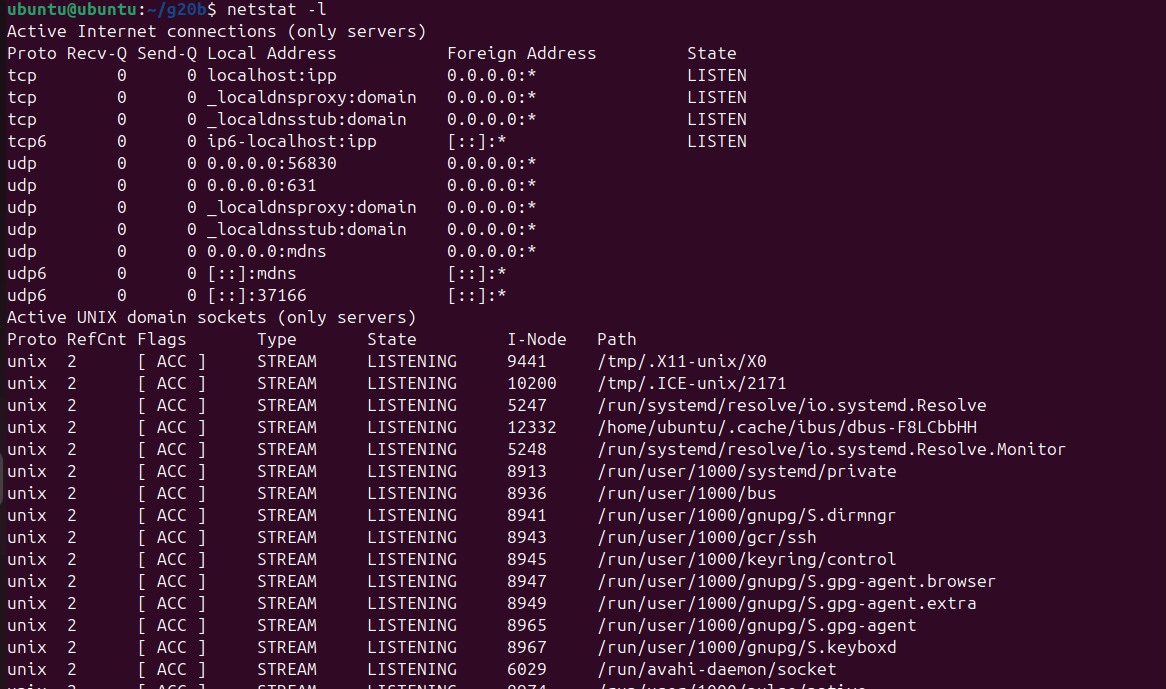 ubuntu@ubuntu:~/g20b$ netstat -l
Active Internet connections (only servers)
Proto Recv-Q Send-Q Local Address           Foreign Address         State
tcp        0      0 localhost:ipp           0.0.0.0:*               LISTEN
tcp        0      0 _localdnsproxy:domain   0.0.0.0:*               LISTEN
tcp        0      0 _localdnsstub:domain    0.0.0.0:*               LISTEN
tcp6       0      0 ip6-localhost:ipp       [::]:*                  LISTEN
udp        0      0 0.0.0.0:56830           0.0.0.0:*
udp        0      0 0.0.0.0:631             0.0.0.0:*
udp        0      0 _localdnsproxy:domain   0.0.0.0:*
udp        0      0 _localdnsstub:domain    0.0.0.0:*
udp        0      0 0.0.0.0:mdns            0.0.0.0:*
udp6       0      0 [::]:mdns               [::]:*
udp6       0      0 [::]:37166              [::]:*
Active UNIX domain sockets (only servers)
Proto RefCnt Flags       Type       State         I-Node   Path
unix  2      [ ACC ]     STREAM     LISTENING     9441     /tmp/.X11-unix/X0
unix  2      [ ACC ]     STREAM     LISTENING     10200    /tmp/.ICE-unix/2171
unix  2      [ ACC ]     STREAM     LISTENING     5247     /run/systemd/resolve/io.systemd.Resolve
unix  2      [ ACC ]     STREAM     LISTENING     12332    /home/ubuntu/.cache/ibus/dbus-F8LCbbHH
unix  2      [ ACC ]     STREAM     LISTENING     5248     /run/systemd/resolve/io.systemd.Resolve.Monitor
unix  2      [ ACC ]     STREAM     LISTENING     8913     /run/user/1000/systemd/private
unix  2      [ ACC ]     STREAM     LISTENING     8936     /run/user/1000/bus
unix  2      [ ACC ]     STREAM     LISTENING     8941     /run/user/1000/gnupg/S.dirmngr
unix  2      [ ACC ]     STREAM     LISTENING     8943     /run/user/1000/gcr/ssh
unix  2      [ ACC ]     STREAM     LISTENING     8945     /run/user/1000/keyring/control
unix  2      [ ACC ]     STREAM     LISTENING     8947     /run/user/1000/gnupg/S.gpg-agent.browser
unix  2      [ ACC ]     STREAM     LISTENING     8949     /run/user/1000/gnupg/S.gpg-agent.extra
unix  2      [ ACC ]     STREAM     LISTENING     8965     /run/user/1000/gnupg/S.gpg-agent
unix  2      [ ACC ]     STREAM     LISTENING     8967     /run/user/1000/gnupg/S.keyboxd
unix  2      [ ACC ]     STREAM     LISTENING     6029     /run/avahi-daemon/socket